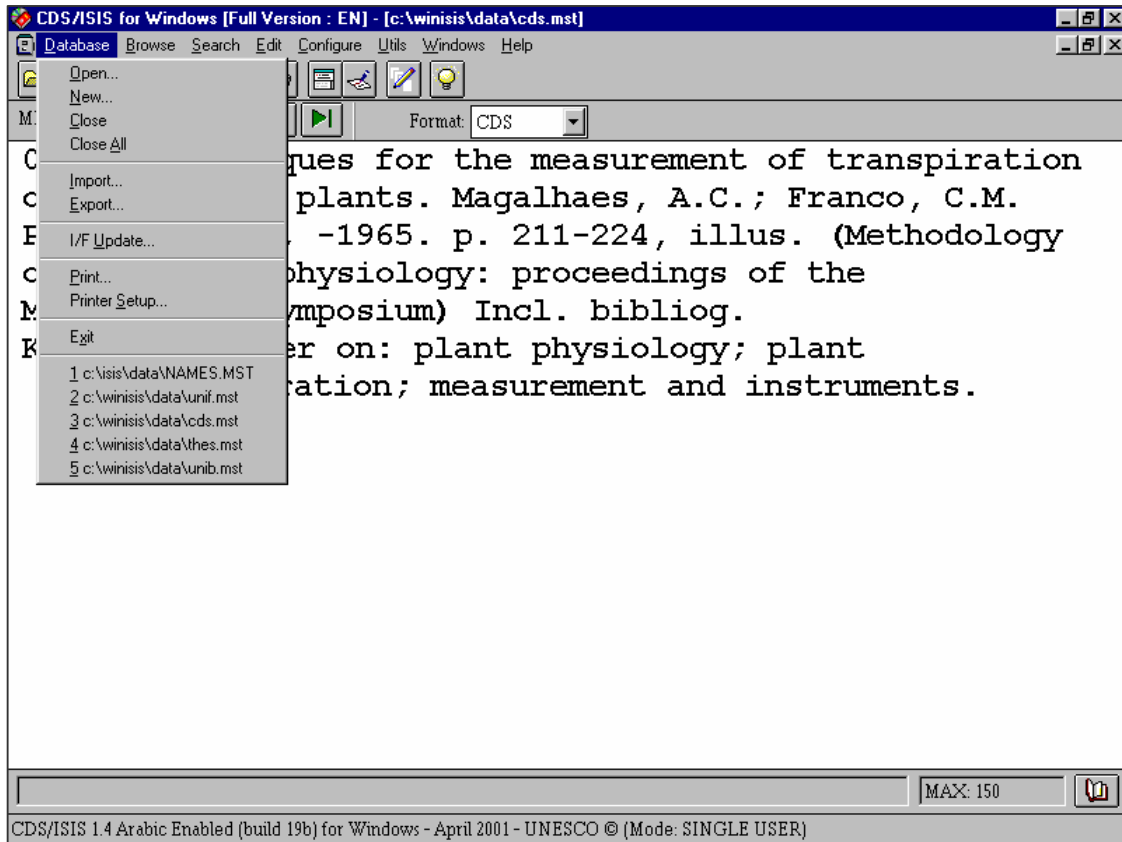 CDS/ISIS for Windows [Full Version : EN] - [c:\winisis\data\cds.mst]
Database Browse Search Edit Configure Utils Windows Help
Open...
New...
Close
Close All
Import...
Export...
I/F Update...
Print...
Printer Setup...
Exit
1 c:\isis\data\NAMES.MST
2 c:\winisis\data\unif.mst
3 c:\winisis\data\cds.mst
4 c:\winisis\data\thes.mst
5 c:\winisis\data\unib.mst
Format: CDS
for the measurement of transpiration
plants. Magalhaes, A.C.; Franco, C.M.
, -1965. p. 211-224, illus. (Methodology
physiology: proceedings of the
Incl. bibliog.
on: plant physiology; plant
measurement and instruments.
MAX: 150
CDS/ISIS 1.4 Arabic Enabled (build 19b) for Windows - April 2001 - UNESCO © (Mode: SINGLE USER)